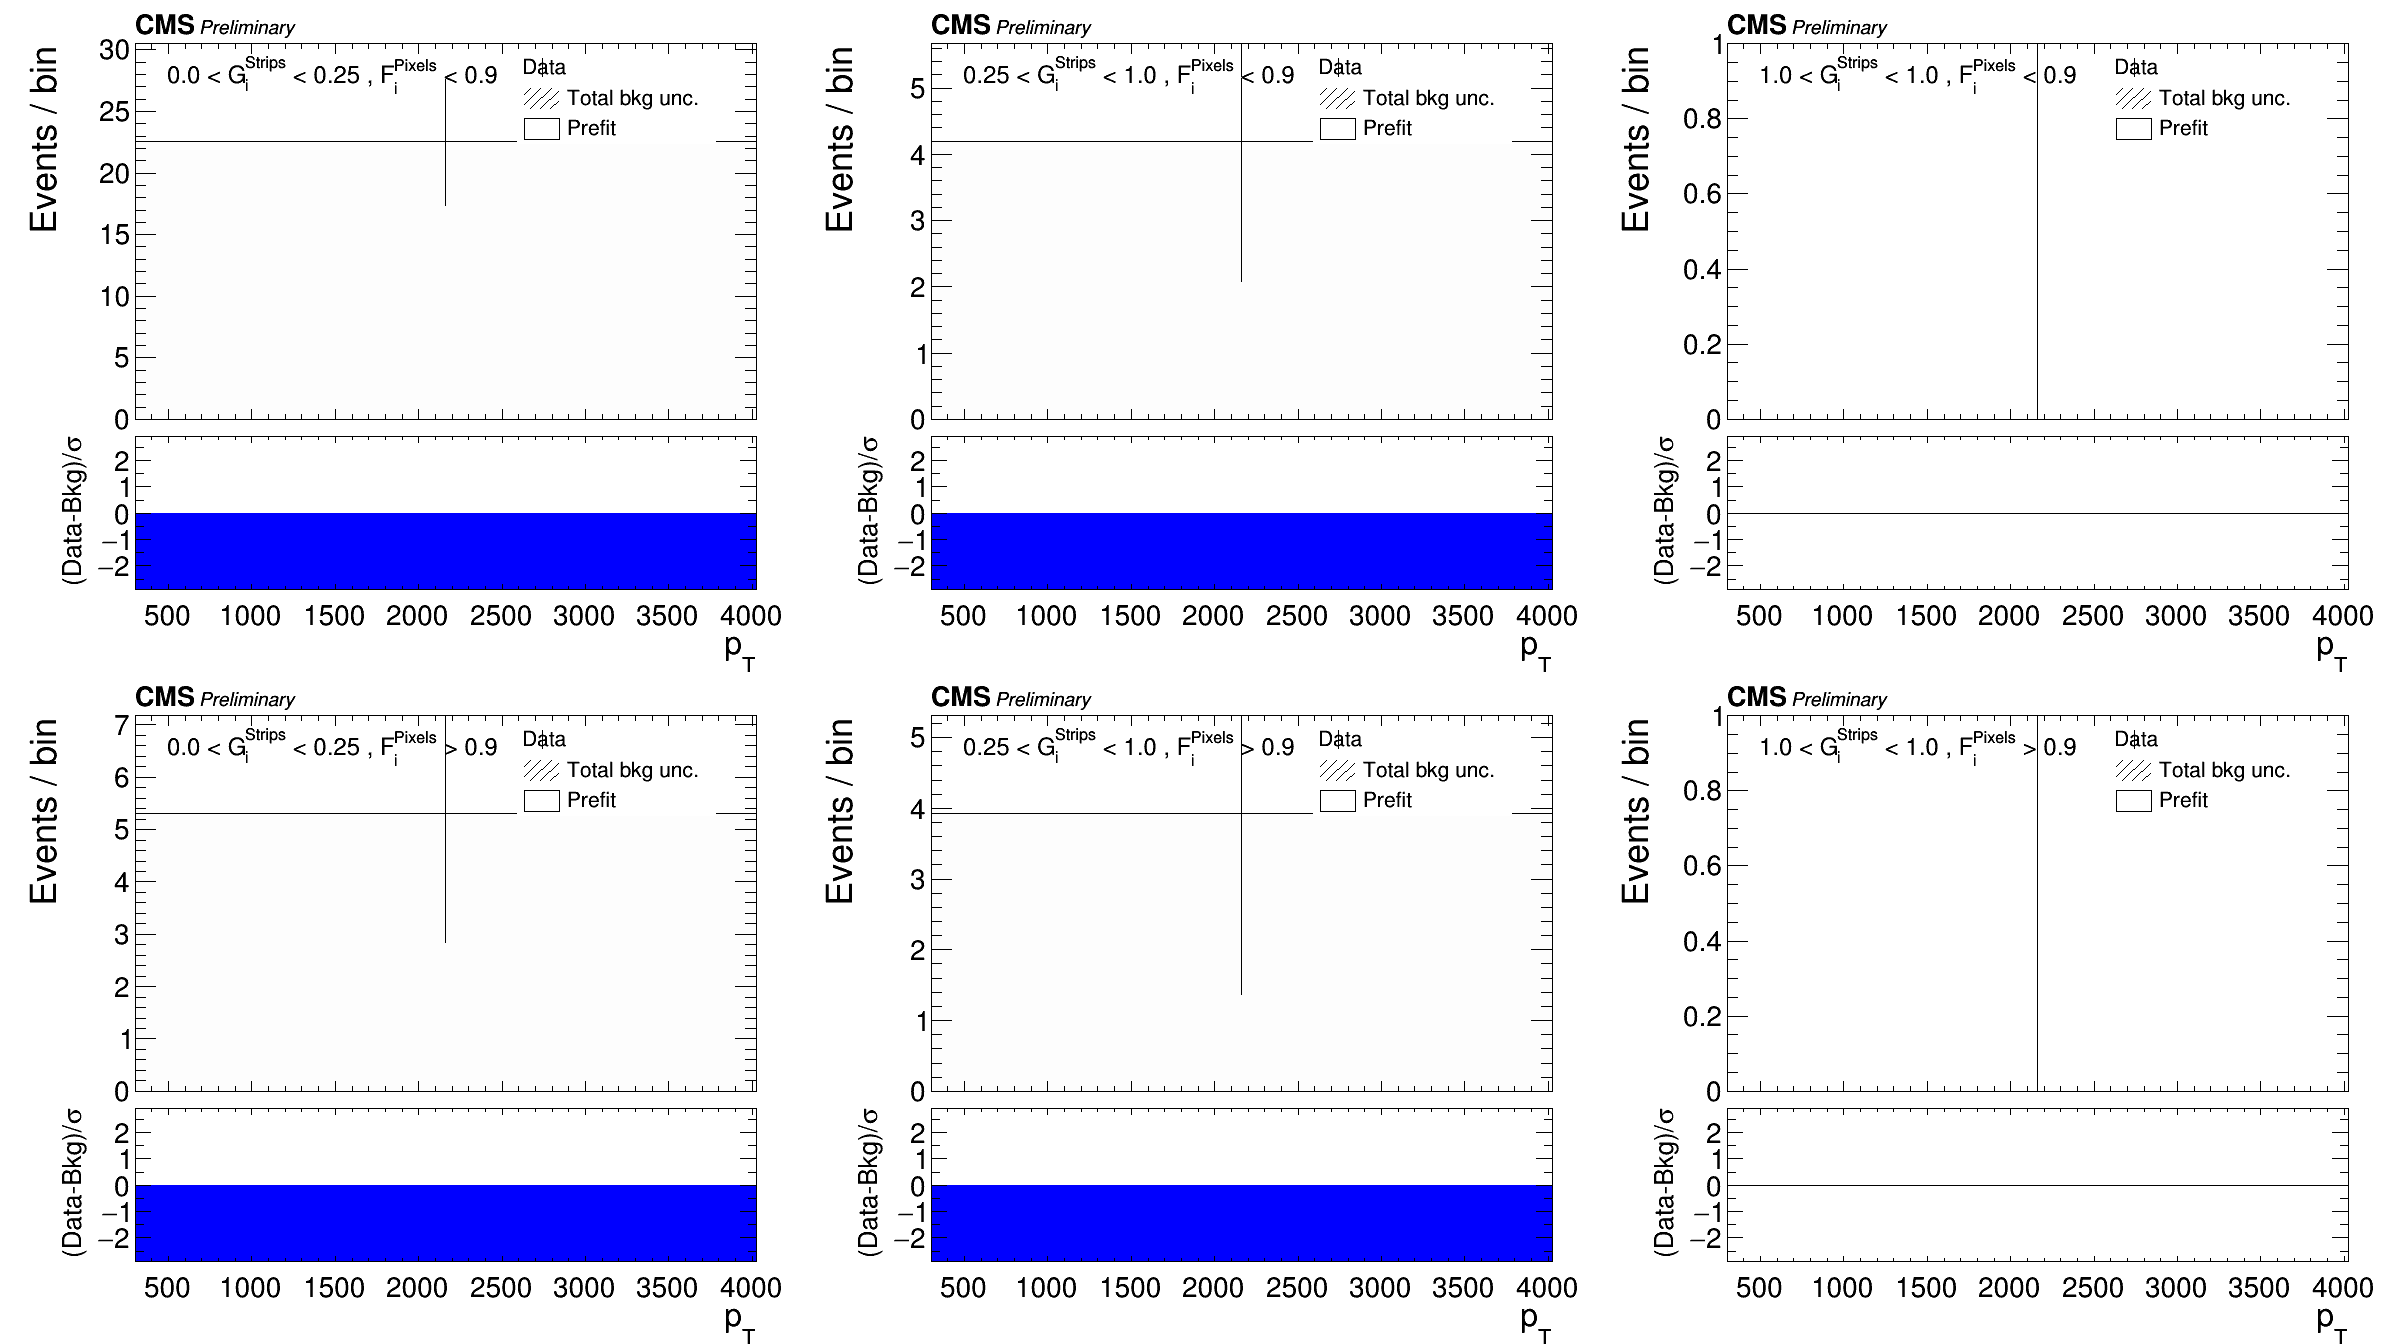 CMS Preliminary
Events / bin
30
25
20
15
10
5
0
0.0 < G_i^Strips < 0.25 , F_i^Pixels < 0.9
Data
Total bkg unc.
Prefit
(Data-Bkg)/σ
2
1
0
−1
−2
500 1000 1500 2000 2500 3000 3500 4000
p_T
CMS Preliminary
Events / bin
5
4
3
2
1
0
0.25 < G_i^Strips < 1.0 , F_i^Pixels < 0.9
Data
Total bkg unc.
Prefit
(Data-Bkg)/σ
2
1
0
−1
−2
500 1000 1500 2000 2500 3000 3500 4000
p_T
CMS Preliminary
Events / bin
1
0.8
0.6
0.4
0.2
0
1.0 < G_i^Strips < 1.0 , F_i^Pixels < 0.9
Data
Total bkg unc.
Prefit
(Data-Bkg)/σ
2
1
0
−1
−2
500 1000 1500 2000 2500 3000 3500 4000
p_T
CMS Preliminary
Events / bin
7
6
5
4
3
2
1
0
0.0 < G_i^Strips < 0.25 , F_i^Pixels > 0.9
Data
Total bkg unc.
Prefit
(Data-Bkg)/σ
2
1
0
−1
−2
500 1000 1500 2000 2500 3000 3500 4000
p_T
CMS Preliminary
Events / bin
5
4
3
2
1
0
0.25 < G_i^Strips < 1.0 , F_i^Pixels > 0.9
Data
Total bkg unc.
Prefit
(Data-Bkg)/σ
2
1
0
−1
−2
500 1000 1500 2000 2500 3000 3500 4000
p_T
CMS Preliminary
Events / bin
1
0.8
0.6
0.4
0.2
0
1.0 < G_i^Strips < 1.0 , F_i^Pixels > 0.9
Data
Total bkg unc.
Prefit
(Data-Bkg)/σ
2
1
0
−1
−2
500 1000 1500 2000 2500 3000 3500 4000
p_T